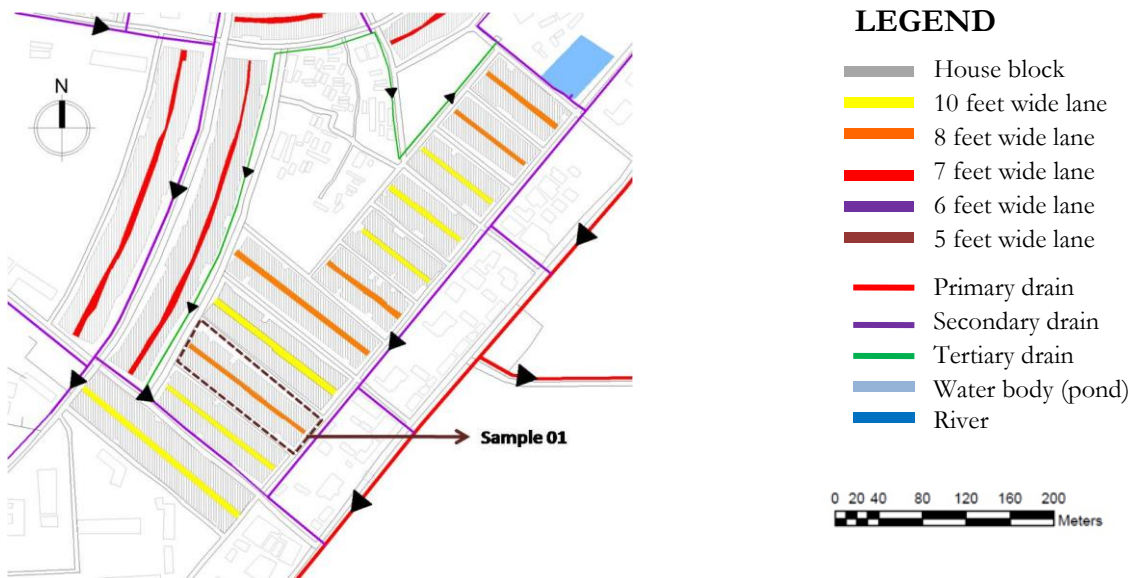 N
Sample 01
LEGEND
House block
10 feet wide lane
8 feet wide lane
7 feet wide lane
6 feet wide lane
5 feet wide lane
Primary drain
Secondary drain
Tertiary drain
Water body (pond)
River
0 20 40 80 120 160 200
Meters